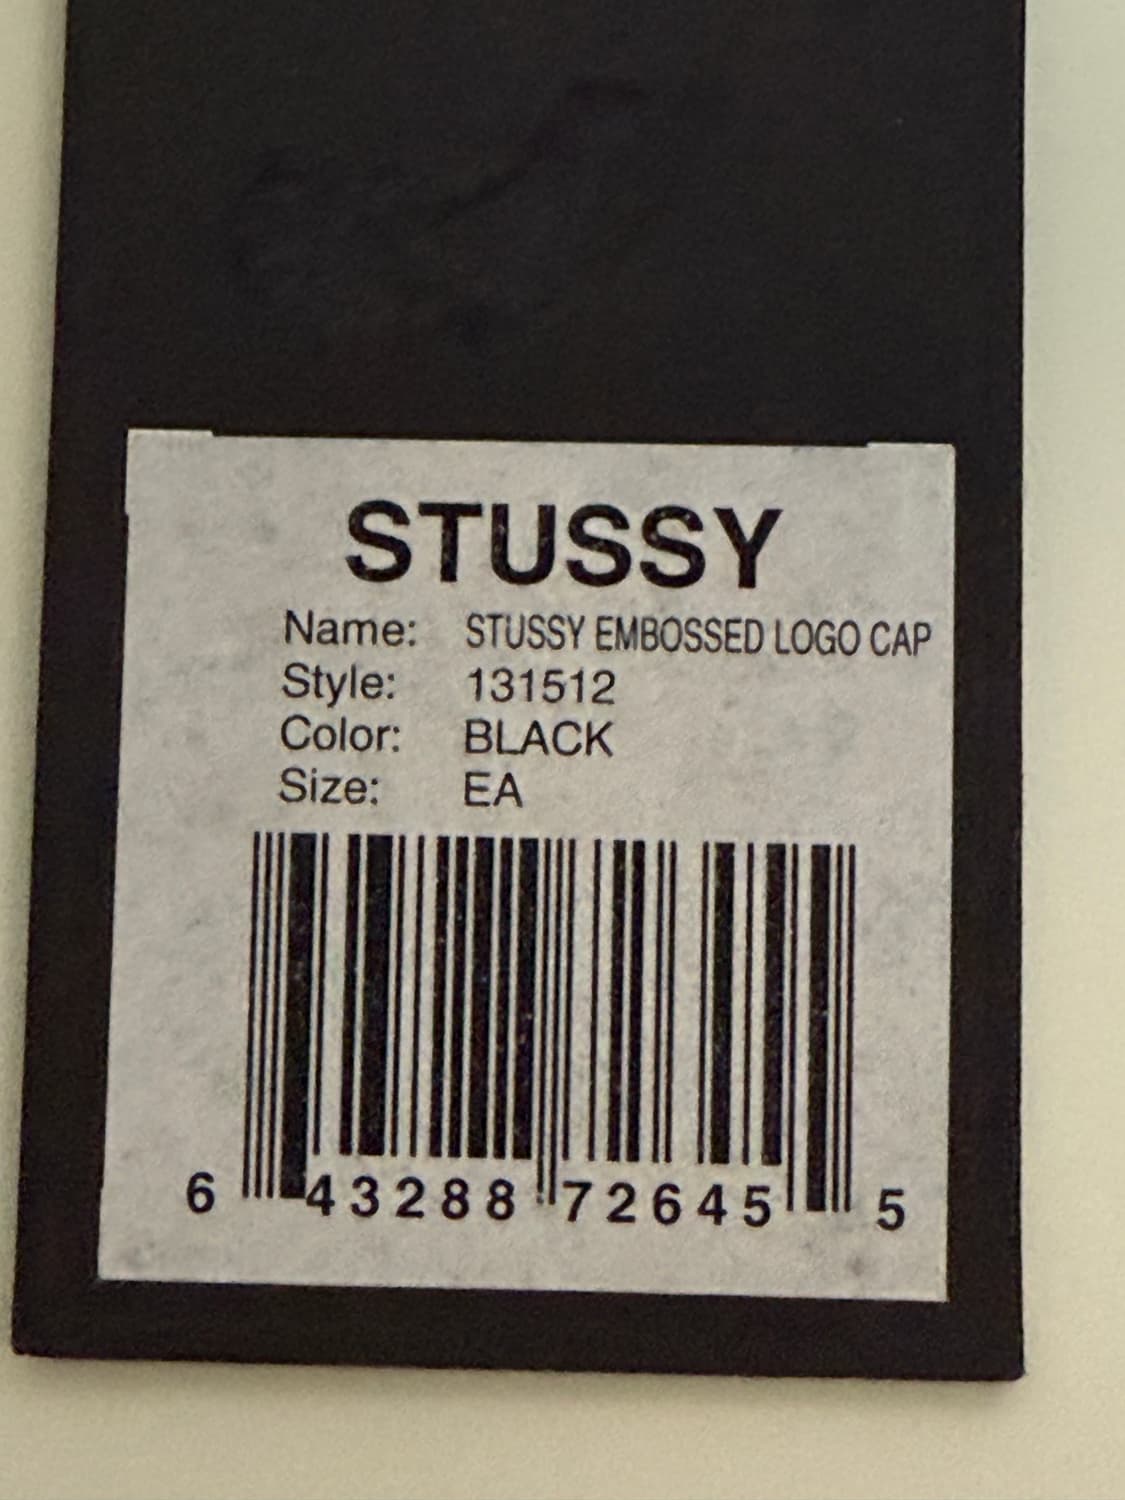 STUSSY
Name: STUSSY EMBOSSED LOGO CAP
Style: 131512
Color: BLACK
Size: EA
6 43288 72645 5